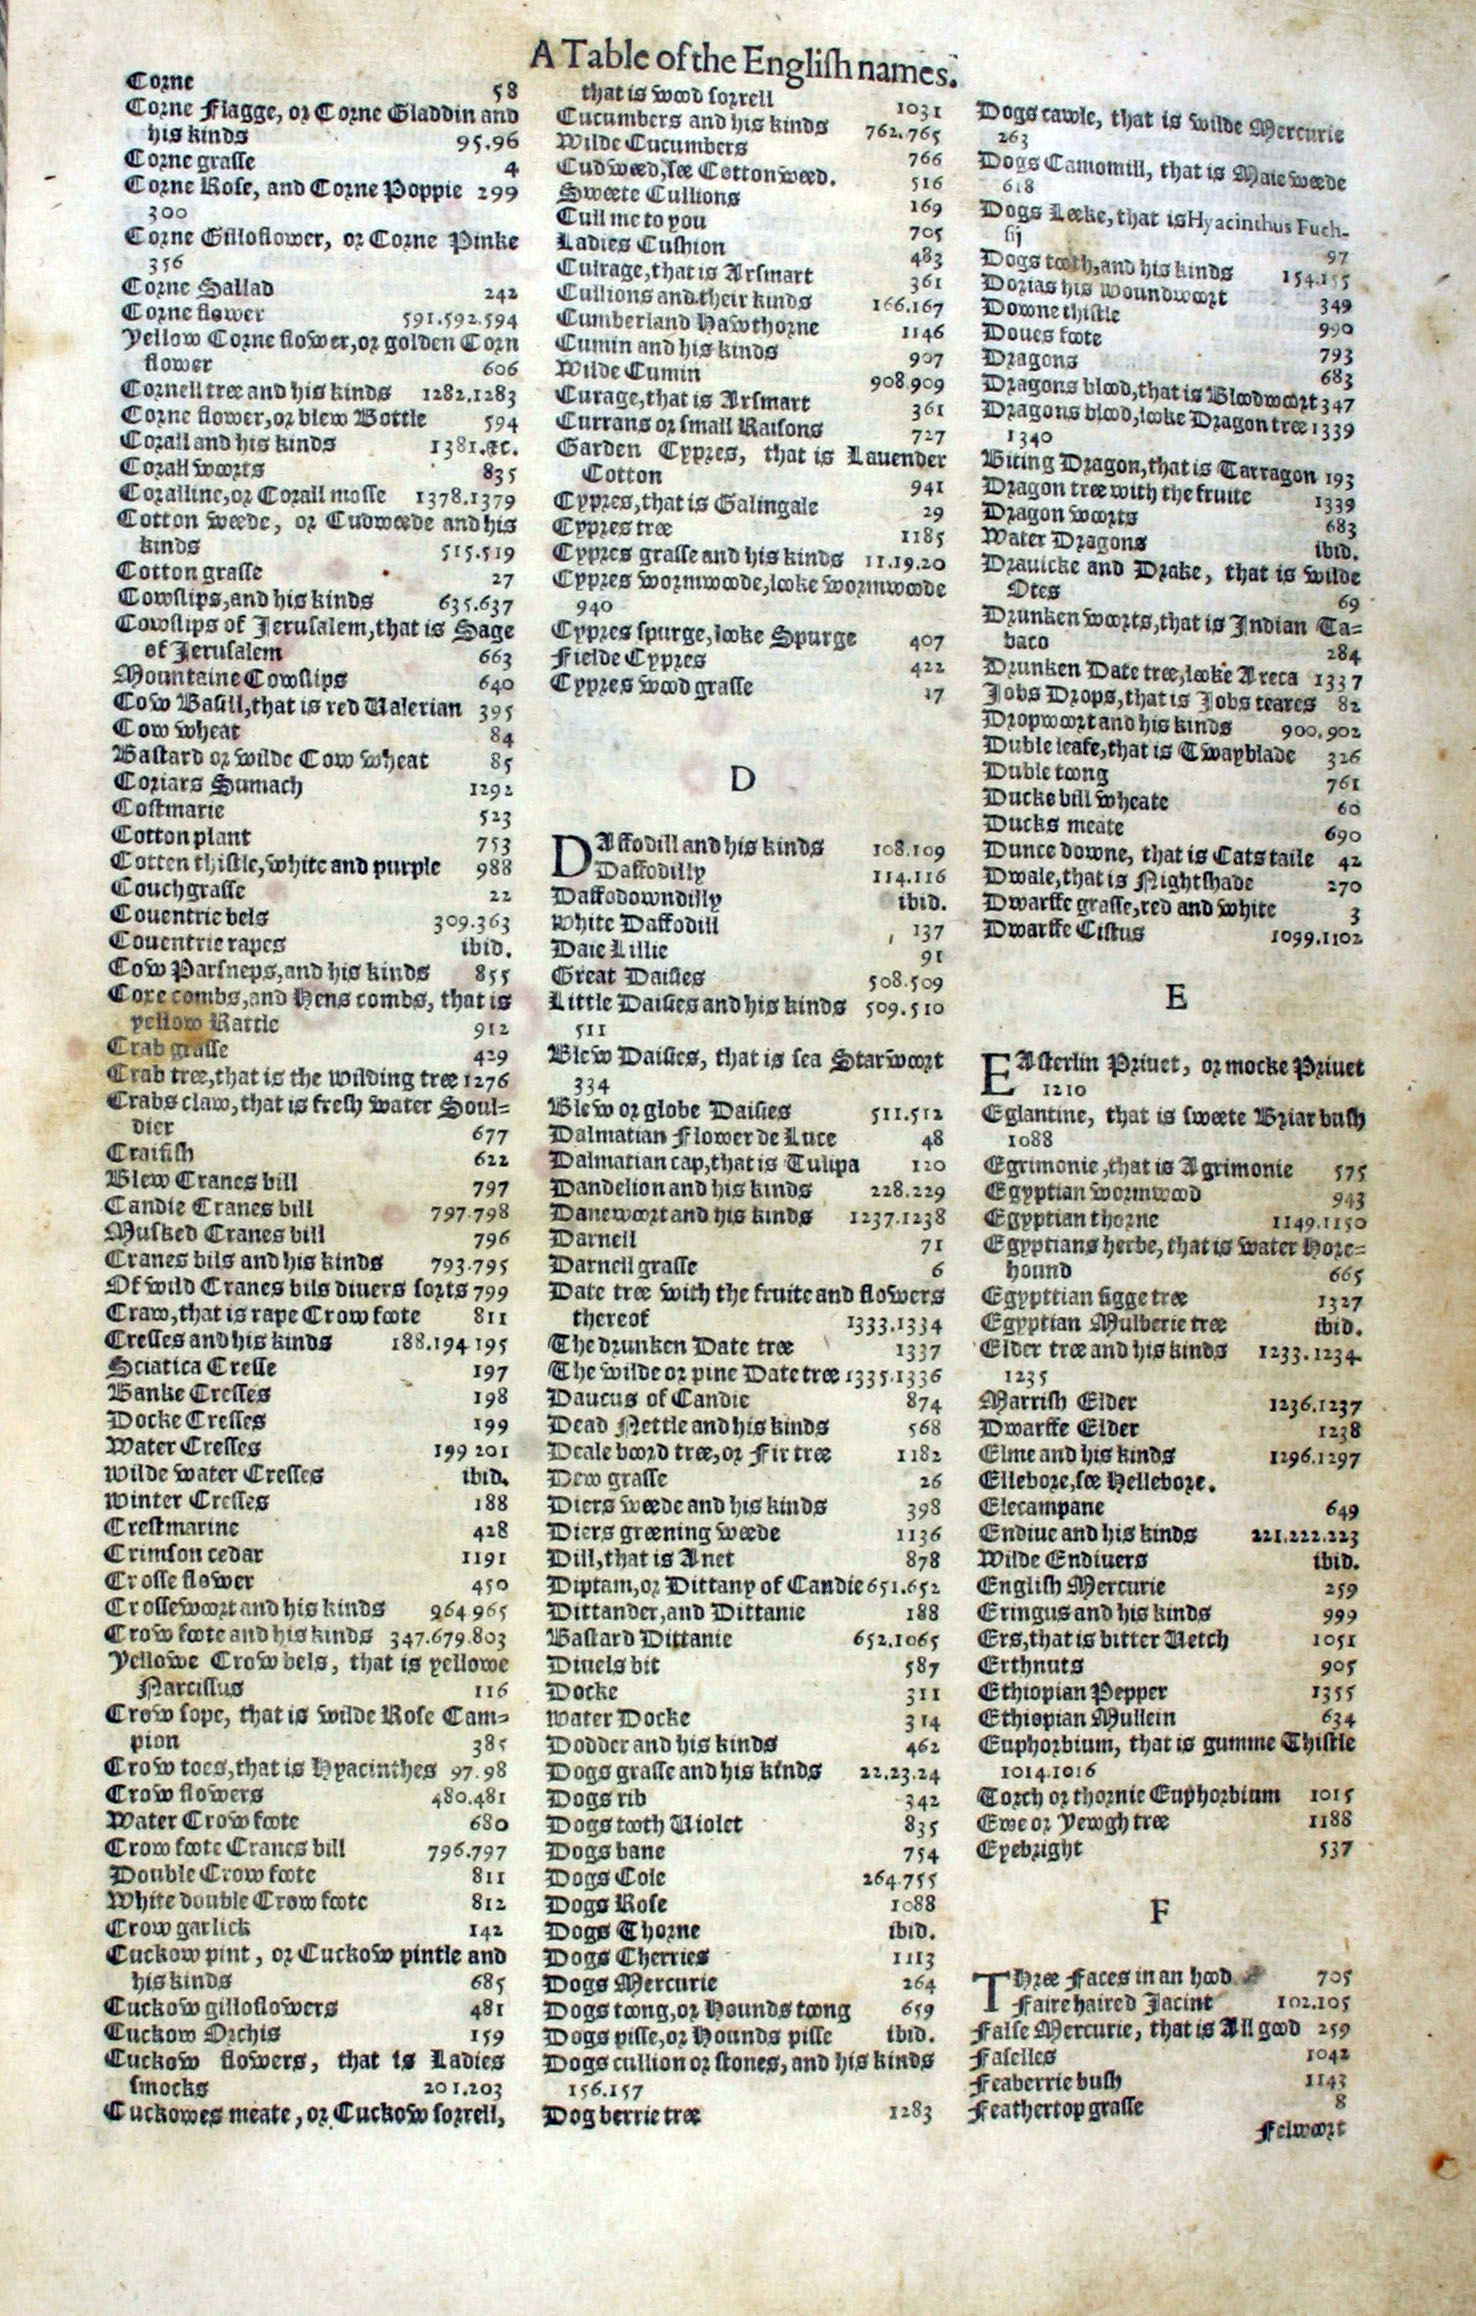 A Table of the Engliſh names.
Corne 58
Corne Flagge, or Corne Gladdin and
his kinds 95.96
Corne graſſe 4
Corne Roſe, and Corne Poppie 299
300
Corne Gilloflower, or Corne Pinke
356
Corne Sallad 242
Corne flower 591.592.594
Yellow Corne flower, or golden Corn
flower 606
Cornell tree and his kinds 1282.1283
Corne flower, or blew Bottle 594
Corall and his kinds 1381.&c.
Corall woorts 835
Coralline, or Corall moſſe 1378.1379
Cotton weede, or Cudweede and his
kinds 515.519
Cotton graſſe 27
Cowſlips, and his kinds 635.637
Cowſlips of Jeruſalem, that is Sage
of Jeruſalem 663
Mountaine Cowſlips 640
Cow Baſill, that is red Valerian 395
Cow wheat 84
Baſtard or wilde Cow wheat 85
Coriars Sumach 1292
Coſtmarie 523
Cotton plant 753
Cotten thiſtle, white and purple 988
Couch graſſe 22
Couentrie bels 309.363
Couentrie rapes ibid.
Cow Parſneps, and his kinds 855
Coxe combs, and Hens combs, that is
yellow Rattle 912
Crab graſſe 429
Crab tree, that is the wilding tree 1276
Crabs claw, that is freſh water Soul=
dier 677
Craifiſh 622
Blew Cranes bill 797
Candie Cranes bill 797.798
Muſked Cranes bill 796
Cranes bils and his kinds 793.795
Of wild Cranes bils diuers ſorts 799
Craw, that is rape Crow foote 811
Creſſes and his kinds 188.194 195
Sciatica Creſſe 197
Banke Creſſes 198
Docke Creſſes 199
Water Creſſes 199 201
Wilde water Creſſes ibid.
Winter Creſſes 188
Creſtmarine 428
Crimſon cedar 1191
Croſſe flower 450
Croſſewoort and his kinds 964 965
Crow foote and his kinds 347.679.803
Yellowe Crow bels, that is yellowe
Narciſſus 116
Crow ſope, that is wilde Roſe Cam=
pion 385
Crow toes, that is Hyacinthes 97.98
Crow flowers 480.481
Water Crow foote 680
Crow foote Cranes bill 796.797
Double Crow foote 811
White double Crow foote 812
Crow garlick 142
Cuckow pint, or Cuckow pintle and
his kinds 685
Cuckow gilloflowers 481
Cuckow Orchis 159
Cuckow flowers, that is Ladies
ſmocks 201.203
Cuckowes meate, or Cuckow ſorrell,
that is wood ſorrell 1031
Cucumbers and his kinds 762.765
Wilde Cucumbers 766
Cudweed, ſee Cotton weed. 516
Sweete Cullions 169
Cull me to you 705
Ladies Cuſhion 483
Culrage, that is Arſmart 361
Cullions and their kinds 166.167
Cumberland Hawthorne 1146
Cumin and his kinds 907
Wilde Cumin 908.909
Curage, that is Arſmart 361
Currans or ſmall Raiſons 727
Garden Cypres, that is Lauender
Cotton 941
Cypres, that is Galingale 29
Cypres tree 1185
Cypres graſſe and his kinds 11.19.20
Cypres wormwoode, looke wormwoode
940
Cypres ſpurge, looke Spurge 407
Fielde Cypres 422
Cypres wood graſſe 17
D
DAffodill and his kinds 108.109
Daffodilly 114.116
Daffodowndilly ibid.
White Daffodill 137
Daie Lillie 91
Great Daiſies 508.509
Little Daiſies and his kinds 509.510
511
Blew Daiſies, that is ſea Starwoort
334
Blew or globe Daiſies 511.512
Dalmatian Flower de Luce 48
Dalmatian cap, that is Tulipa 120
Dandelion and his kinds 228.229
Danewoort and his kinds 1237.1238
Darnell 71
Darnell graſſe 6
Date tree with the fruite and flowers
thereof 1333.1334
The drunken Date tree 1337
The wilde or pine Date tree 1335.1336
Daucus of Candie 874
Dead Nettle and his kinds 568
Deale boord tree, or Fir tree 1182
Dew graſſe 26
Diers weede and his kinds 398
Diers greening weede 1136
Dill, that is Anet 878
Diptam, or Dittany of Candie 651.652
Dittander, and Dittanie 188
Baſtard Dittanie 652.1065
Diuels bit 587
Docke 311
Water Docke 314
Dodder and his kinds 462
Dogs graſſe and his kinds 22.23.24
Dogs rib 342
Dogs tooth Violet 835
Dogs bane 754
Dogs Cole 264.755
Dogs Roſe 1088
Dogs Thorne ibid.
Dogs Cherries 1113
Dogs Mercurie 264
Dogs toong, or Hounds toong 659
Dogs piſſe, or Hounds piſſe ibid.
Dogs cullion or ſtones, and his kinds
156.157
Dog berrie tree 1283
Dogs cawle, that is wilde Mercurie
263
Dogs Camomill, that is Maie weede
618
Dogs Leeke, that is Hyacinthus Fuch-
ſij 97
Dogs tooth, and his kinds 154.155
Dorias his woundwoort 349
Downe thiſtle 990
Doues foote 793
Dragons 683
Dragons blood, that is Bloodwoort 347
Dragons blood, looke Dragon tree 1339
1340
Biting Dragon, that is Tarragon 193
Dragon tree with the fruite 1339
Dragon woorts 683
Water Dragons ibid.
Drauicke and Drake, that is wilde
Otes 69
Drunken woorts, that is Indian Ta=
baco 284
Drunken Date tree, looke Areca 1337
Jobs Drops, that is Jobs teares 82
Dropwoort and his kinds 900.902
Duble leafe, that is Twayblade 326
Duble toong 761
Ducke bill wheate 60
Ducks meate 690
Dunce downe, that is Cats taile 42
Dwale, that is Nightſhade 270
Dwarffe graſſe, red and white 3
Dwarffe Ciſtus 1099.1102
E
EAſterlin Priuet, or mocke Priuet
1210
Eglantine, that is ſweete Briar buſh
1088
Egrimonie, that is Agrimonie 575
Egyptian wormwood 943
Egyptian thorne 1149.1150
Egyptians herbe, that is water Hore=
hound 665
Egypttian figge tree 1327
Egyptian Mulberie tree ibid.
Elder tree and his kinds 1233.1234
1235
Marriſh Elder 1236.1237
Dwarffe Elder 1238
Elme and his kinds 1296.1297
Ellebore, ſee Hellebore.
Elecampane 649
Endiue and his kinds 221.222.223
Wilde Endiuers ibid.
Engliſh Mercurie 259
Eringus and his kinds 999
Ers, that is bitter Vetch 1051
Erthnuts 905
Ethiopian Pepper 1355
Ethiopian Mullein 634
Euphorbium, that is gumme Thiſtle
1014.1016
Torch or thornie Euphorbium 1015
Ewe or Yewgh tree 1188
Eyebright 537
F
THree Faces in an hood 705
Faire haired Jacint 102.105
Falſe Mercurie, that is All good 259
Faſelles 1042
Feaberrie buſh 1143
Feathertop graſſe 8
Felwoort